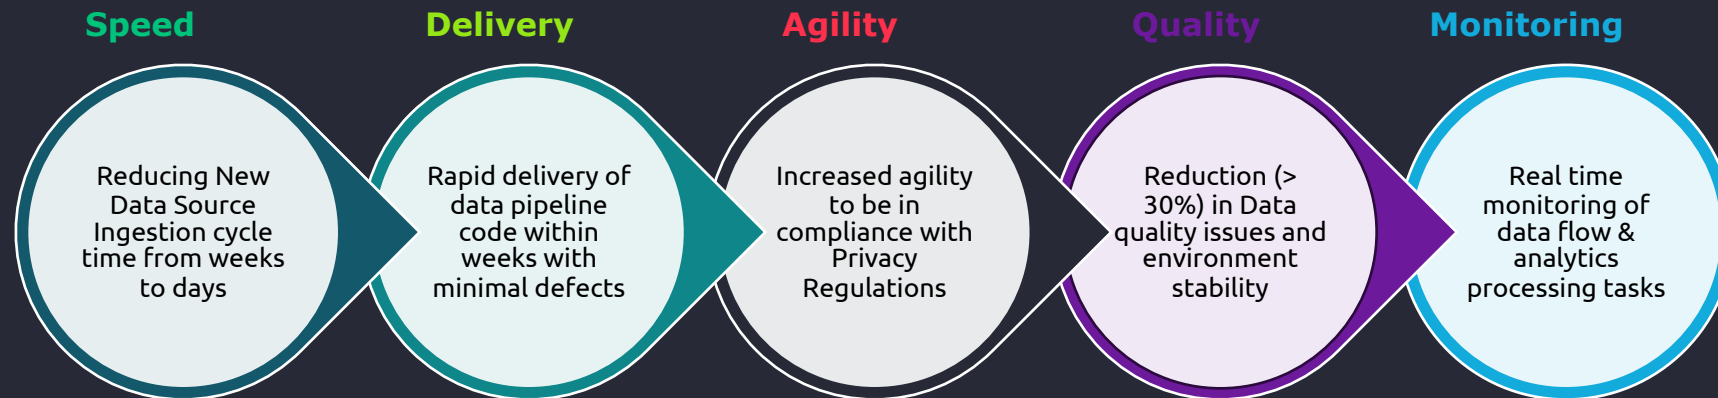 Speed
Reducing New
Data Source
Ingestion cycle
time from weeks
to days
Delivery
Rapid delivery of
data pipeline
code within
weeks with
minimal defects
Agility
Increased agility
to be in
compliance with
Privacy
Regulations
Quality
Reduction (>
30%) in Data
quality issues and
environment
stability
Monitoring
Real time
monitoring of
data flow &
analytics
processing tasks